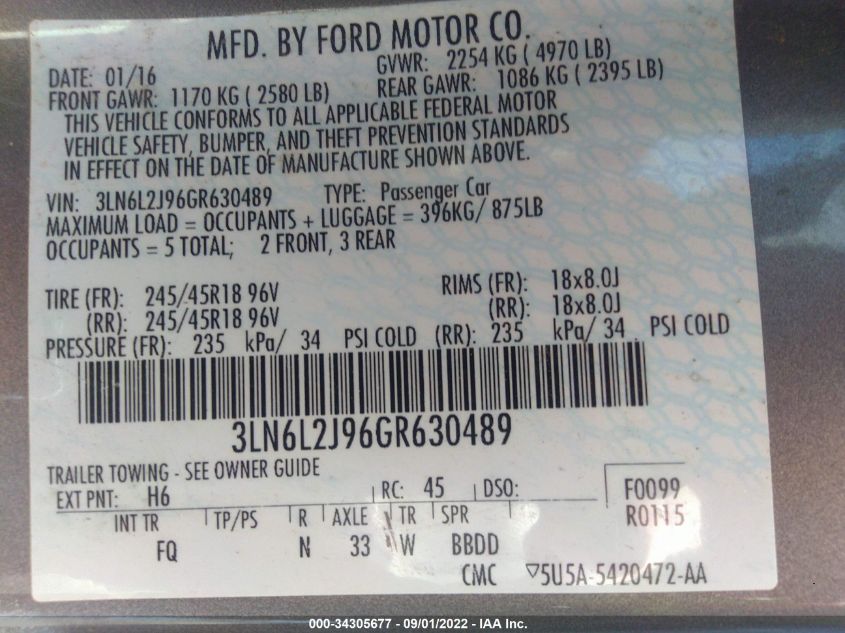 MFD. BY FORD MOTOR CO.
DATE: 01/16 GVWR: 2254 KG ( 4970 LB)
FRONT GAWR: 1170 KG ( 2580 LB) REAR GAWR: 1086 KG ( 2395 LB)
THIS VEHICLE CONFORMS TO ALL APPLICABLE FEDERAL MOTOR
VEHICLE SAFETY, BUMPER, AND THEFT PREVENTION STANDARDS
IN EFFECT ON THE DATE OF MANUFACTURE SHOWN ABOVE.
VIN: 3LN6L2J96GR630489 TYPE: Passenger Car
MAXIMUM LOAD = OCCUPANTS + LUGGAGE = 396KG/ 875LB
OCCUPANTS = 5 TOTAL; 2 FRONT, 3 REAR
TIRE (FR): 245/45R18 96V RIMS (FR): 18x8.0J
(RR): 245/45R18 96V (RR): 18x8.0J
PRESSURE (FR): 235 kPa/ 34 PSI COLD (RR): 235 kPa/ 34 PSI COLD
3LN6L2J96GR630489
TRAILER TOWING - SEE OWNER GUIDE
EXT PNT: H6 RC: 45 DSO: F0099
INT TR TP/PS R AXLE TR SPR R0115
FQ N 33 W BBDD
CMC ▽5U5A-5420472-AA
000-34305677 - 09/01/2022 - IAA Inc.